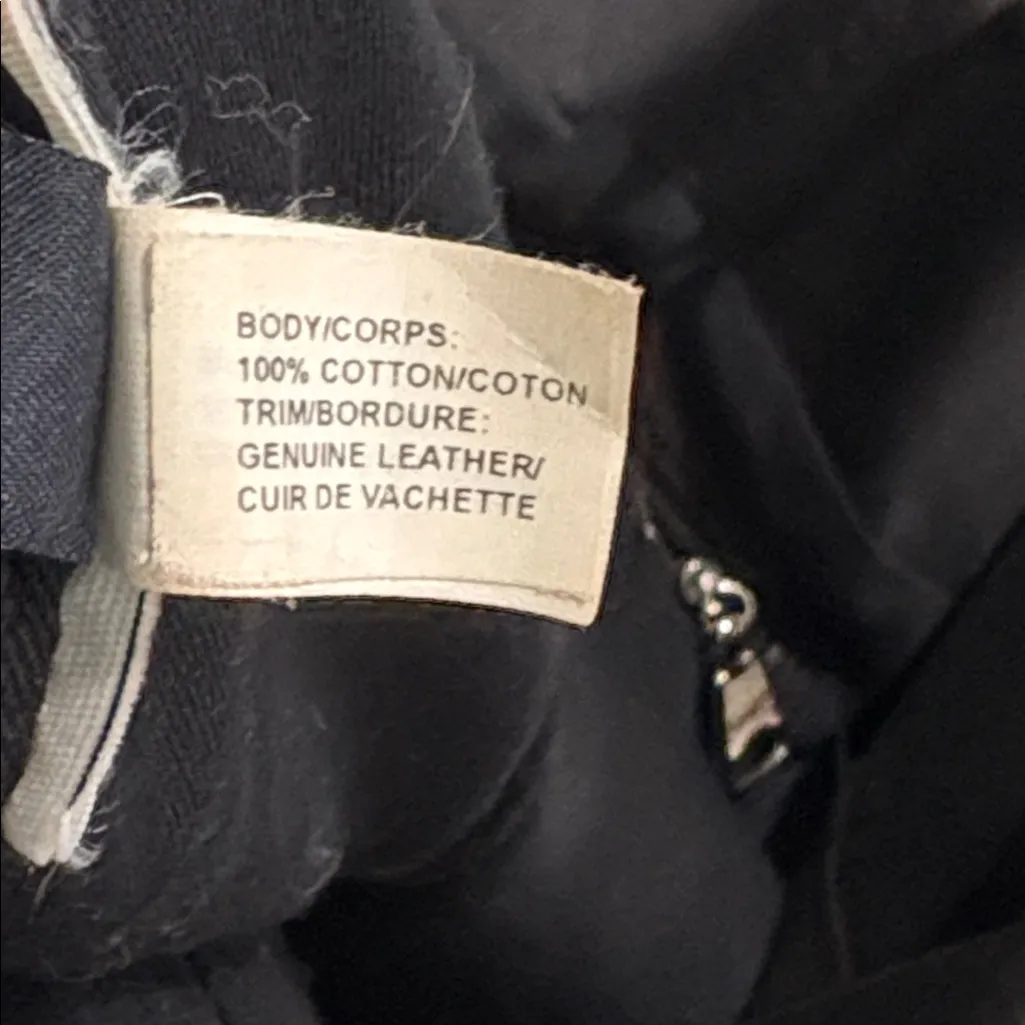 BODY/CORPS:
100% COTTON/COTON
TRIM/BORDURE:
GENUINE LEATHER/
CUIR DE VACHETTE